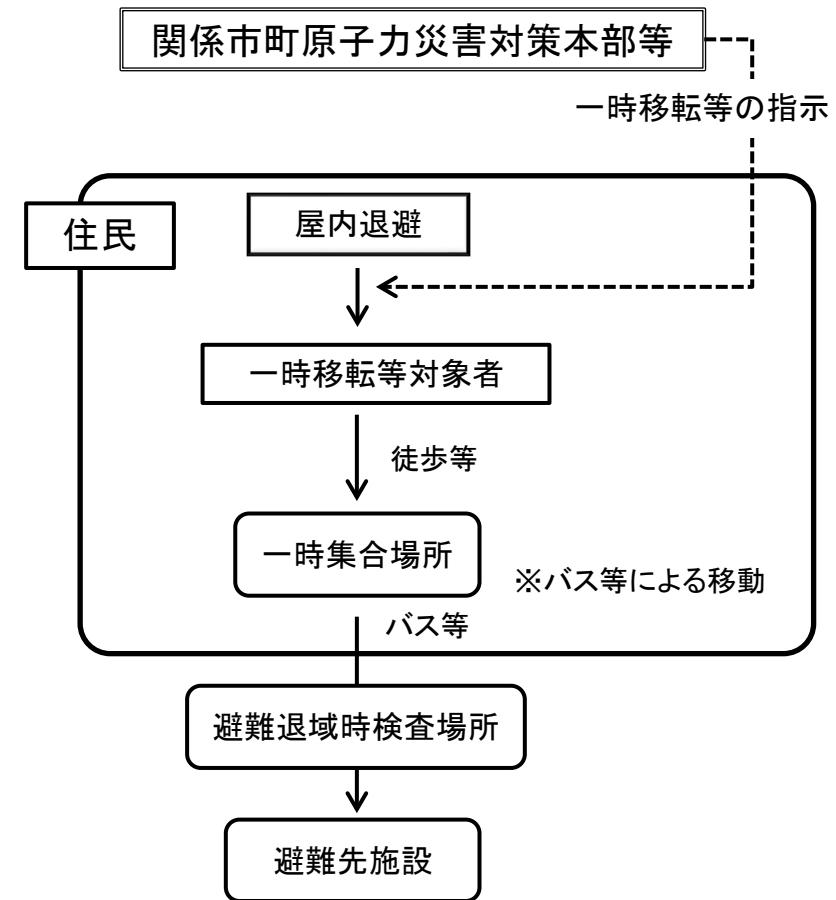 関係市町原子力災害対策本部等
一時移転等の指示
住民
屋内退避
一時移転等対象者
徒歩等
一時集合場所
※バス等による移動
バス等
避難退域時検査場所
避難先施設